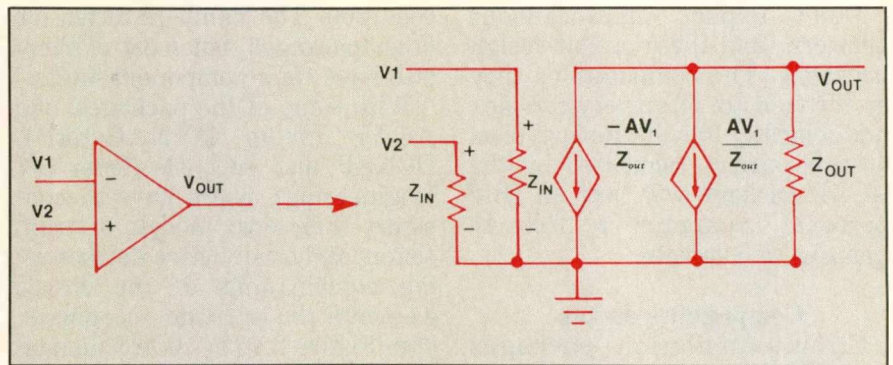 V1
V2
−
+
V_OUT
V1
V2
+
Z_IN
−
+
Z_IN
−
−AV₁
Z_out
AV₁
Z_out
Z_OUT
V_OUT